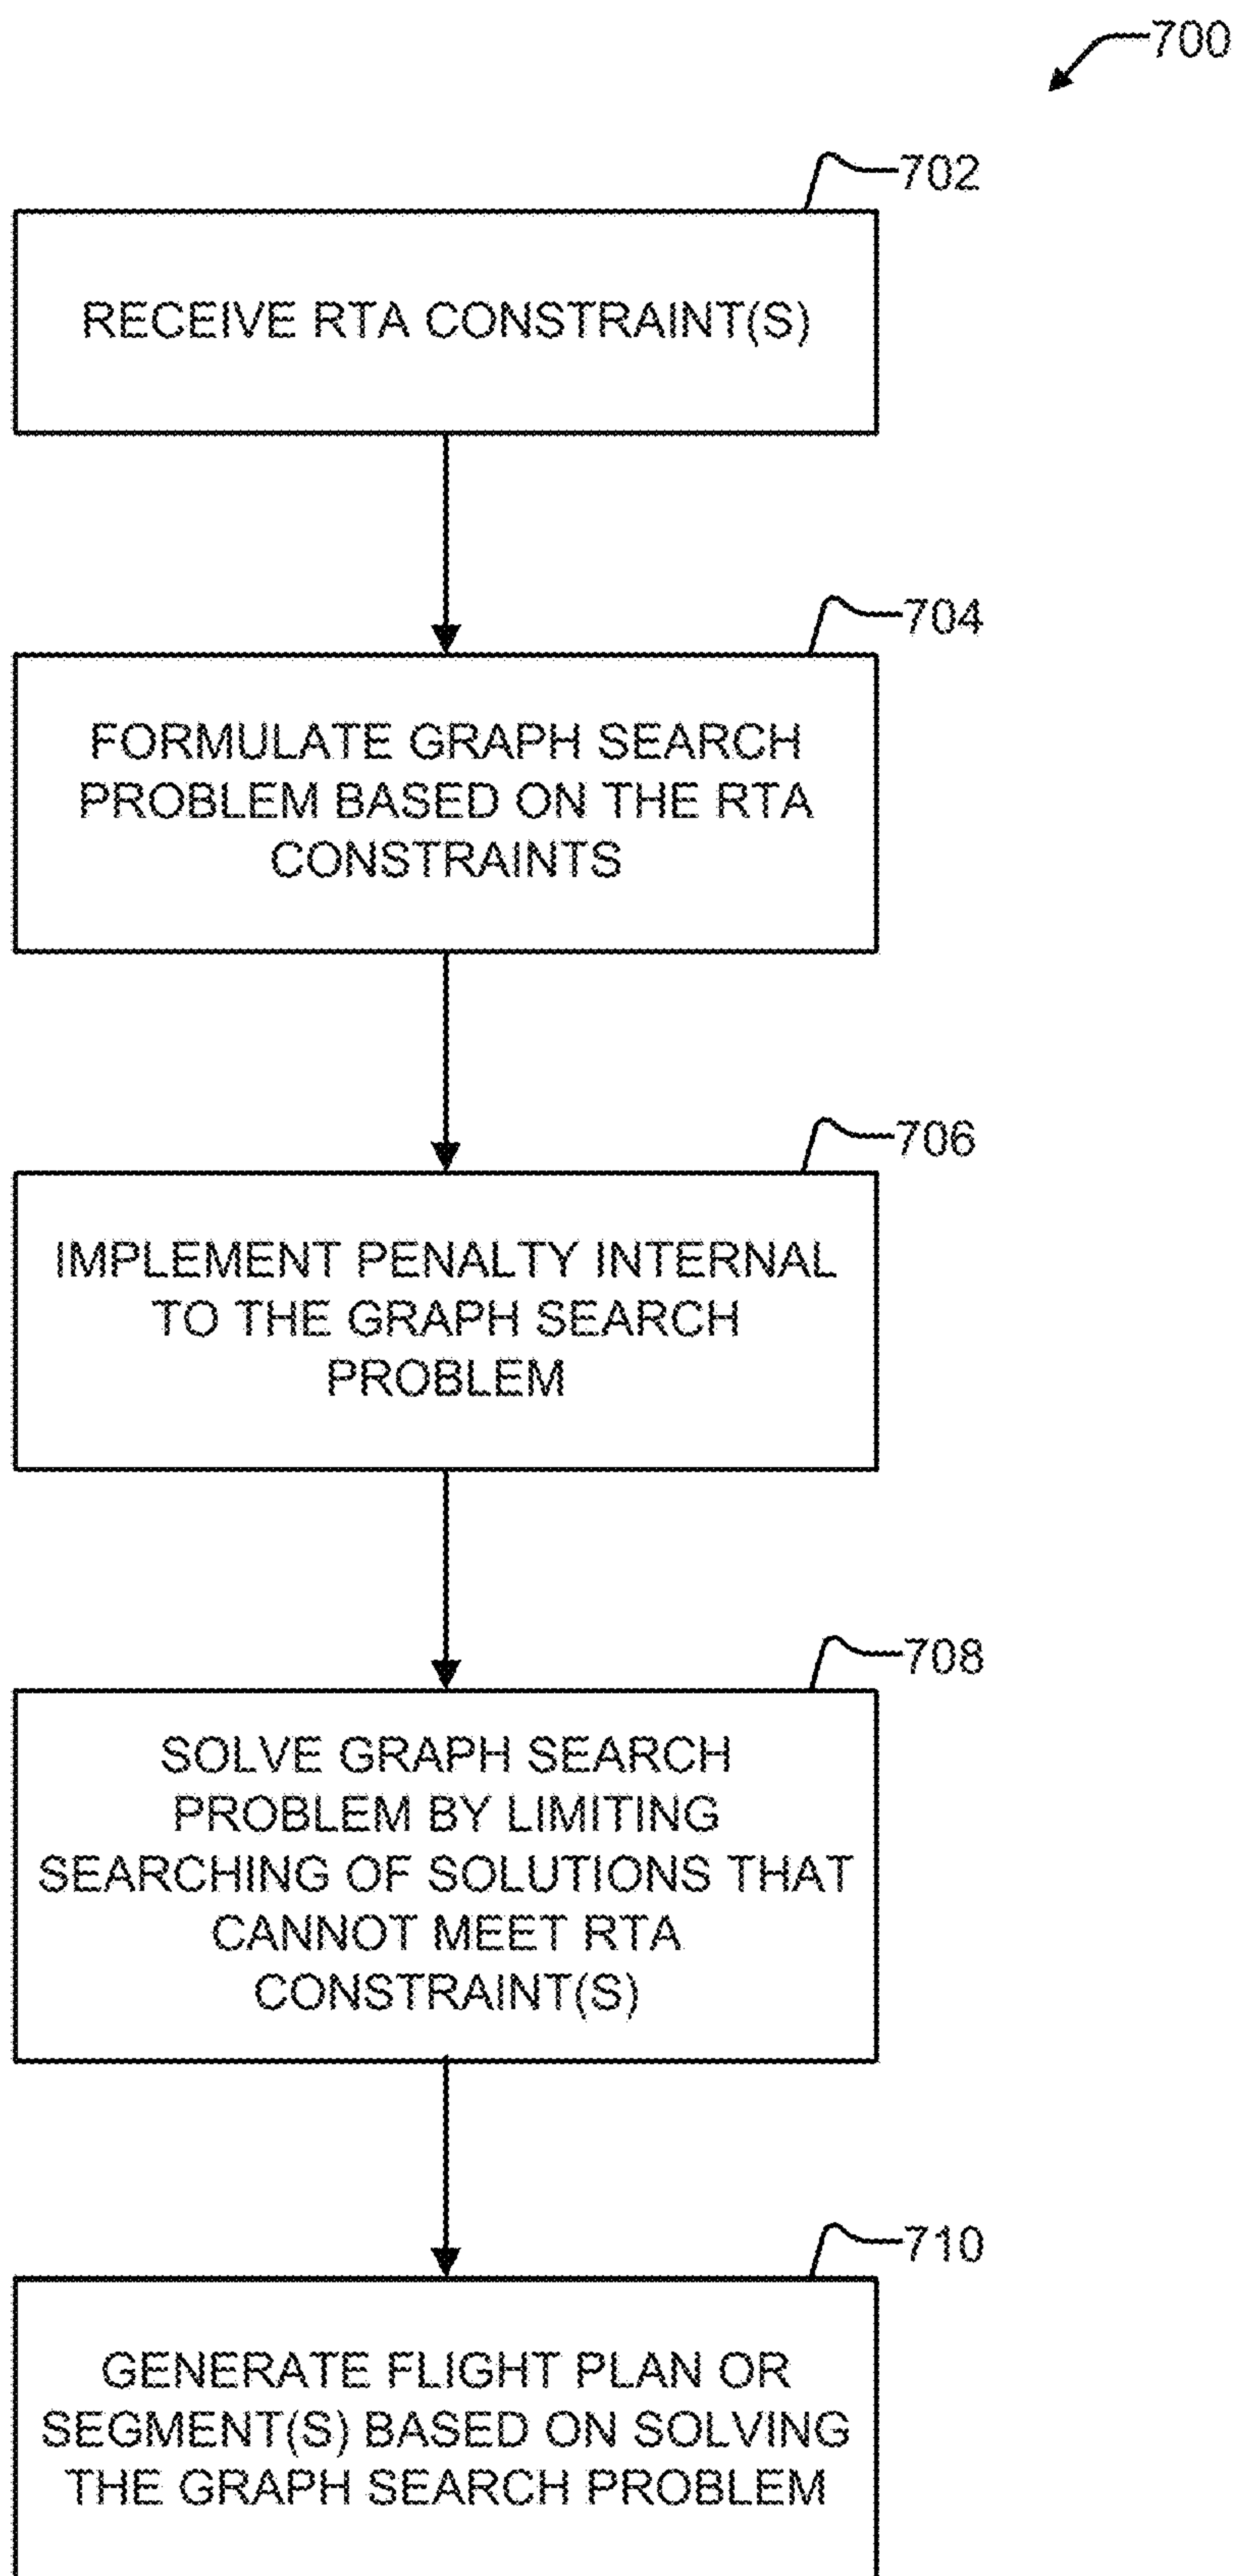 700
702
RECEIVE RTA CONSTRAINT(S)
704
FORMULATE GRAPH SEARCH
PROBLEM BASED ON THE RTA
CONSTRAINTS
706
IMPLEMENT PENALTY INTERNAL
TO THE GRAPH SEARCH
PROBLEM
708
SOLVE GRAPH SEARCH
PROBLEM BY LIMITING
SEARCHING OF SOLUTIONS THAT
CANNOT MEET RTA
CONSTRAINT(S)
710
GENERATE FLIGHT PLAN OR
SEGMENT(S) BASED ON SOLVING
THE GRAPH SEARCH PROBLEM